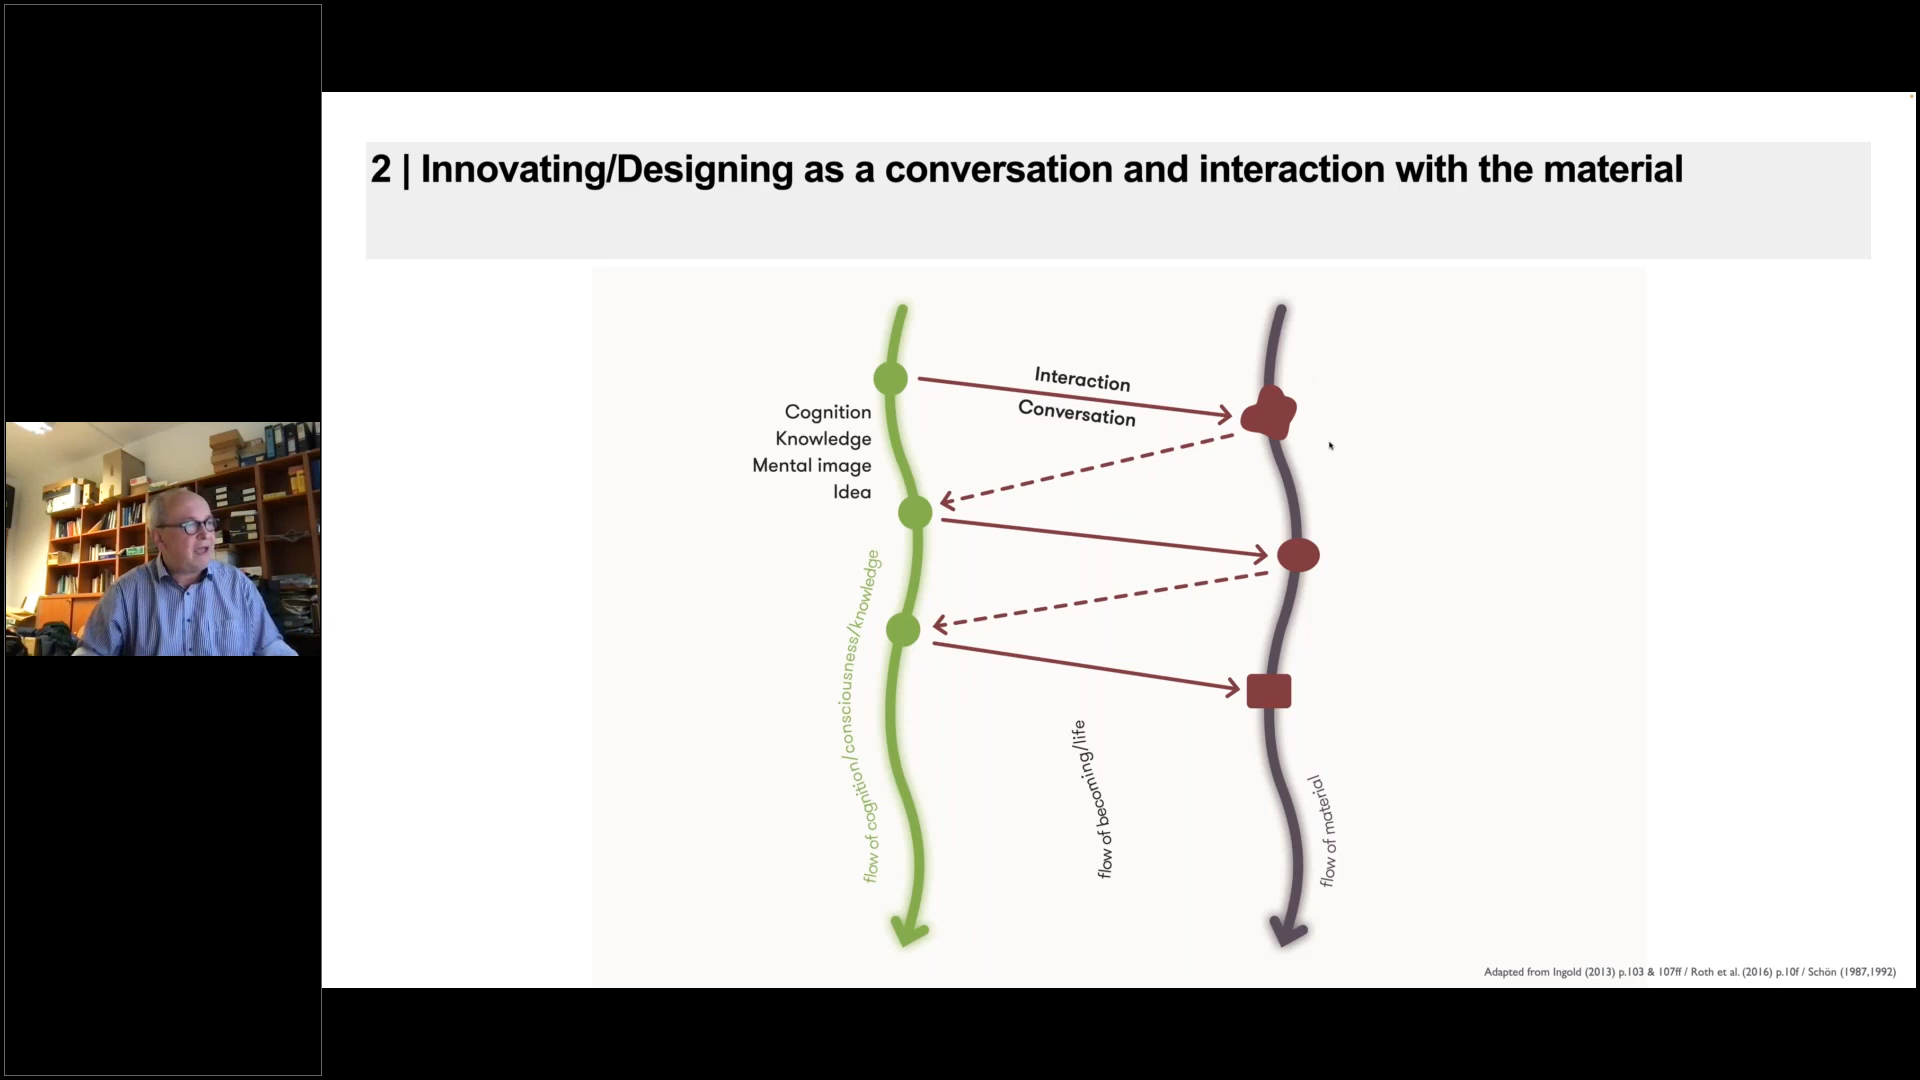 2 | Innovating/Designing as a conversation and interaction with the material
Interaction
Conversation
Cognition
Knowledge
Mental image
Idea
flow of cognition/consciousness/knowledge
flow of becoming/life
flow of material
Adapted from Ingold (2013) p.103 & 107ff / Roth et al. (2016) p.10f / Schön (1987,1992)